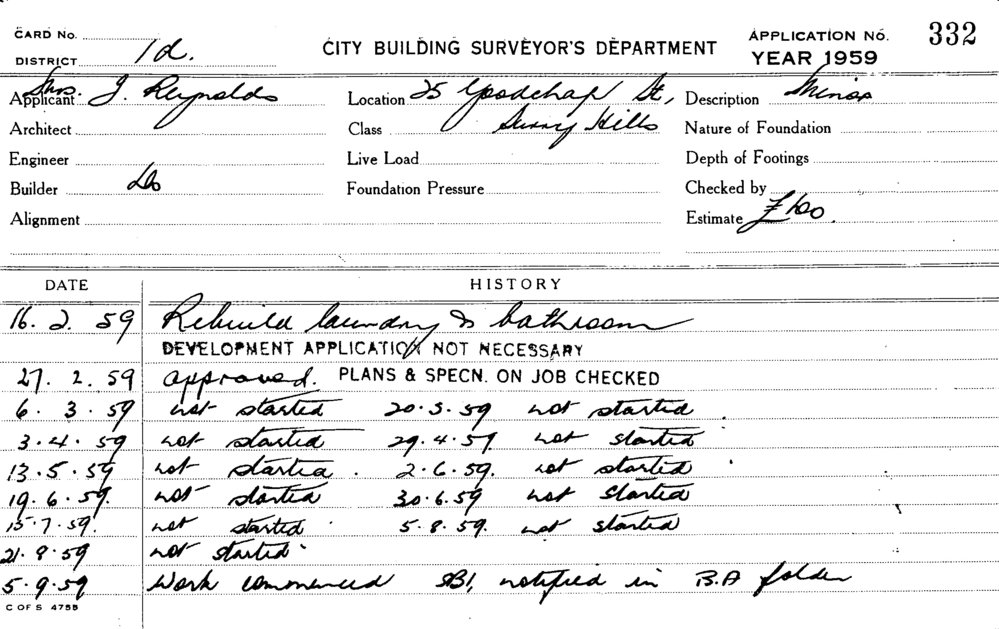 CARD No. APPLICATION NO. 332
DISTRICT 1d. CITY BUILDING SURVEYOR'S DEPARTMENT YEAR 1959
Applicant Mrs. J. Reynolds Location 25 Goodchap St, Description Minor
Architect Class Surry Hills Nature of Foundation
Engineer Live Load Depth of Footings
Builder Do Foundation Pressure Checked by
Alignment Estimate
DATE HISTORY
16. 2. 59 Rebuild laundry & bathroom
DEVELOPMENT APPLICATION NOT NECESSARY
27. 2. 59 approved. PLANS & SPECN. ON JOB CHECKED
6. 3. 59 not started 20.3.59 not started
3.4.59 not started 29.4.59 not started
13.5.59 not started. 2.6.59. not started
19.6.59. not started 30.6.59 not started
15.7.59. not started 5.8.59. not started
21.8.59 not started
5.9.59 Work commenced notified in B.A folder
C OF S 475B